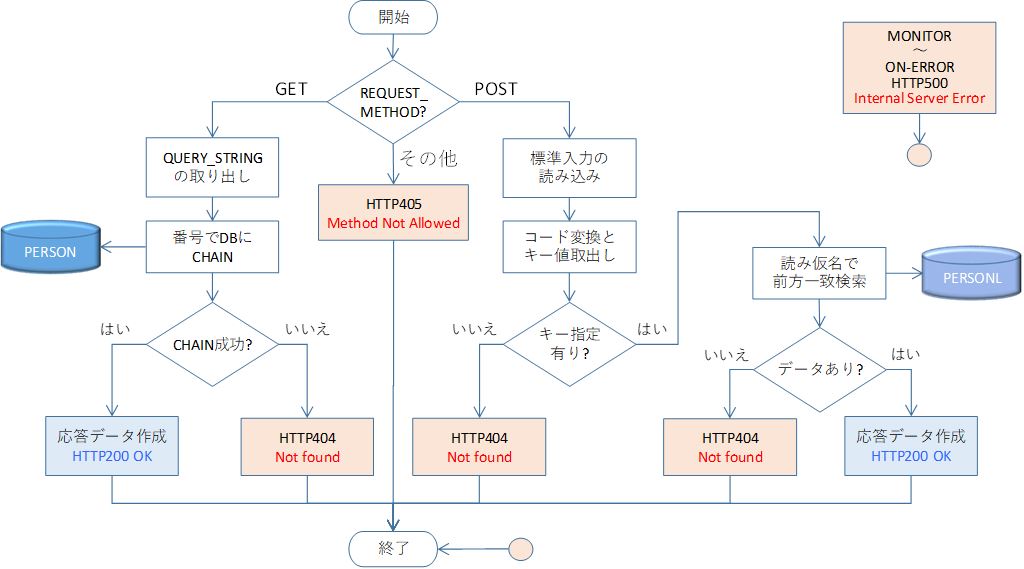 開始
MONITOR
～
ON-ERROR
HTTP500
Internal Server Error
GET
REQUEST_
METHOD?
POST
その他
QUERY_STRING
の取り出し
HTTP405
Method Not Allowed
標準入力の
読み込み
PERSON
番号でDBに
CHAIN
コード変換と
キー値取出し
読み仮名で
前方一致検索
PERSONL
はい
CHAIN成功?
いいえ
いいえ
キー指定
有り?
はい
いいえ
データあり?
はい
応答データ作成
HTTP200 OK
HTTP404
Not found
HTTP404
Not found
HTTP404
Not found
応答データ作成
HTTP200 OK
終了